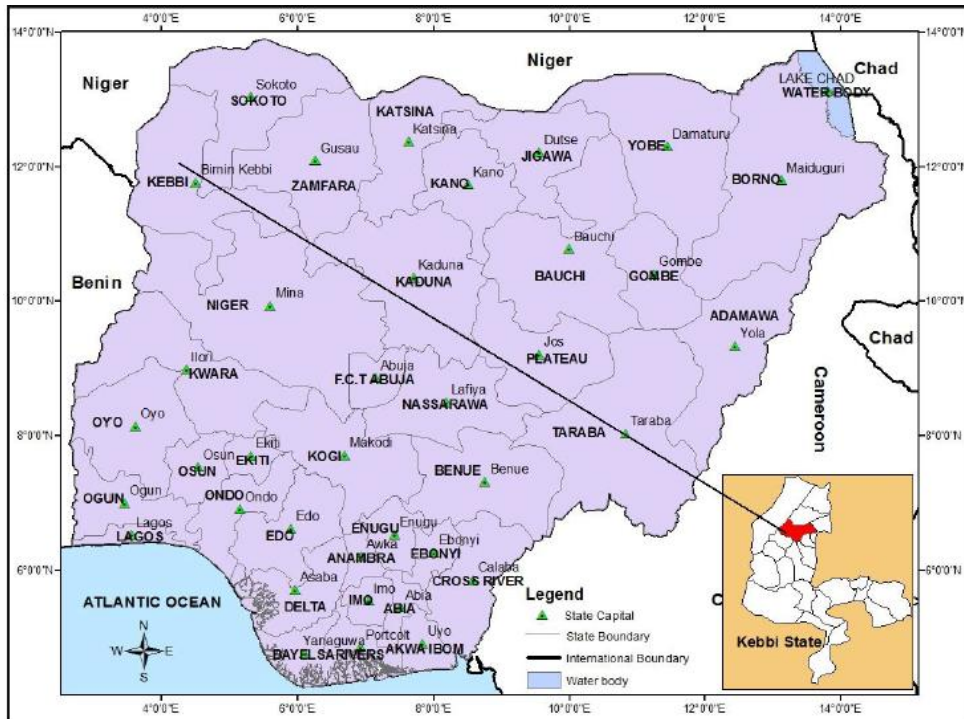 4°0'0"E 6°0'0"E 8°0'0"E 10°0'0"E 12°0'0"E 14°0'0"E
14°0'0"N 14°0'0"N
Niger Niger Chad
Sokoto
SOKOTO
LAKE CHAD
WATER BODY
KATSINA
Katsina
Gusau
ZAMFARA
Dutse
JIGAWA
Damaturu
YOBE
12°0'0"N 12°0'0"N
Birnin Kebbi
KEBBI
Kano
KANO
Maiduguri
BORNO
Benin
Kaduna
KADUNA
Bauchi
BAUCHI
Gombe
GOMBE
10°0'0"N 10°0'0"N
Mina
NIGER
ADAMAWA
Yola
Chad
Ilori
KWARA
Abuja
F.C.T ABUJA
Jos
PLATEAU
Lafiya
NASSARAWA
Cameroon
8°0'0"N 8°0'0"N
Oyo
OYO
Osun
OSUN
Ekiti
EKITI
Makodi
KOGI
Taraba
TARABA
Benue
BENUE
Ogun
OGUN
Ondo
ONDO
Lagos
LAGOS
Edo
EDO
Enugu
ENUGU
Awka
ANAMBRA
Ebonyi
EBONYI
6°0'0"N 6°0'0"N
Calaba
CROSS RIVER
Asaba
DELTA
Imo
IMO
Abia
ABIA
ATLANTIC OCEAN
Yanaguwa
BAYELSA
Portcolt
RIVERS
Uyo
AKWA IBOM
N
W E
S
Legend
State Capital
State Boundary
International Boundary
Water body
C
Kebbi State
4°0'0"E 6°0'0"E 8°0'0"E 10°0'0"E 12°0'0"E 14°0'0"E